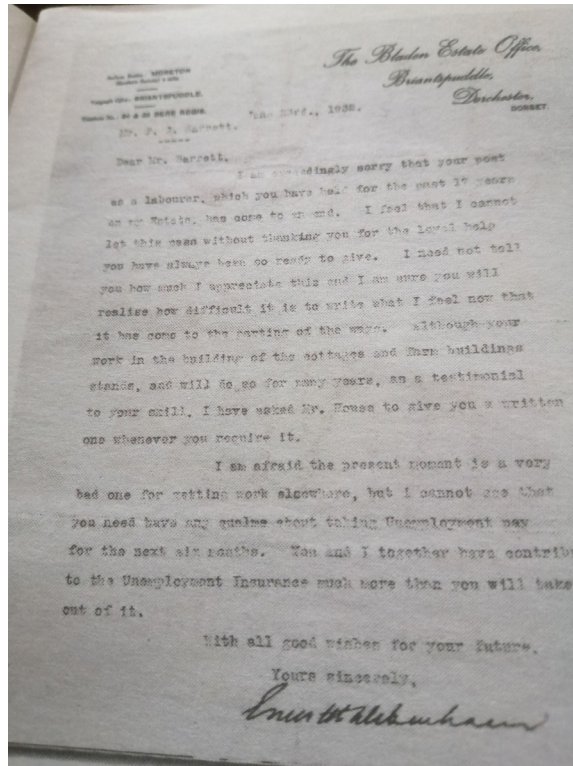 The Bladen Estate Office,
Briantspuddle,
Dorchester,
DORSET.
MORETON
BRIANTSPUDDLE.
BERE REGIS.
23rd., 1932.
Mr.
Dear Mr. Barrett,
I am exceedingly sorry that your post
as a labourer, which you have held for the past 17 years
on my Estate, has come to an end. I feel that I cannot
let this pass without thanking you for the loyal help
you have always been so ready to give. I need not tell
you how much I appreciate this and I am sure you will
realise how difficult it is to write what I feel now that
it has come to the parting of the ways. Although your
work in the building of the cottages and Farm buildings
stands, and will do so for many years, as a testimonial
to your skill, I have asked Mr. House to give you a written
one whenever you require it.
I am afraid the present moment is a very
bad one for getting work elsewhere, but I cannot see that
you need have any qualms about taking Unemployment pay
for the next six months. You and I together have contrib
to the Unemployment Insurance much more than you will take
out of it.
With all good wishes for your future.
Yours sincerely,